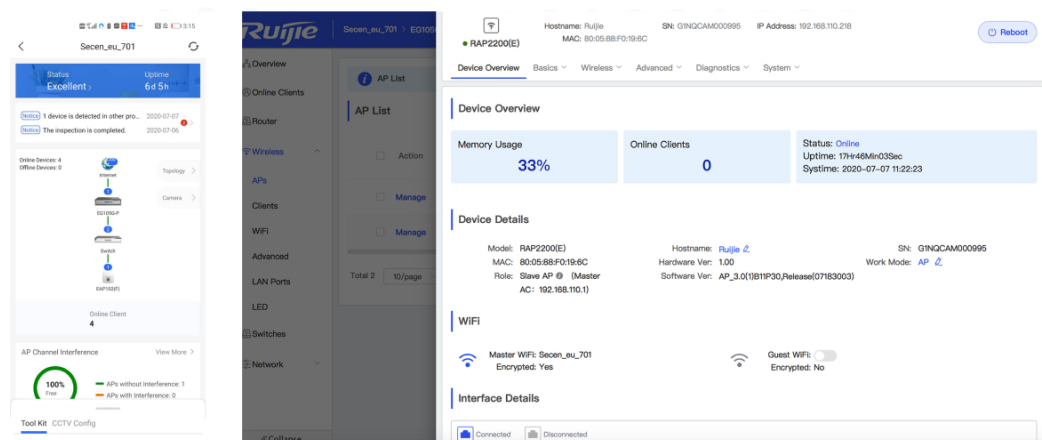 3:15
Secen_eu_701
Status
Excellent
Uptime
6d 5h
Notice 1 device is detected in other pro... 2020-07-07
Notice The inspection is completed. 2020-07-06
Online Devices: 4
Offline Devices: 0
Internet
Topology
Camera
EG105G-P
Switch
Online Client
4
AP Channel Interference View More
100%
Free
APs without Interference: 1
APs with Interference: 0
Tool Kit CCTV Config
Ruijie
Secen_eu_701 >
Overview
Online Clients
Router
Wireless
APs
Clients
WiFi
Advanced
LAN Ports
LED
Switches
Network
Collapse
AP List
AP List
Action
Manage
Manage
Total 2 10/page
RAP2200(E)
Hostname: Ruijie SN: G1NQCAM000995 IP Address: 192.168.110.218
MAC: 80:05:88:F0:19:6C
Reboot
Device Overview Basics Wireless Advanced Diagnostics System
Device Overview
Memory Usage
33%
Online Clients
0
Status: Online
Uptime: 17Hr46Min03Sec
Systime: 2020-07-07 11:22:23
Device Details
Model: RAP2200(E) Hostname: Ruijie SN: G1NQCAM000995
MAC: 80:05:88:F0:19:6C Hardware Ver: 1.00 Work Mode: AP
Role: Slave AP (Master Software Ver: AP_3.0(1)B11P30,Release(07183003)
AC: 192.168.110.1)
WiFi
Master WiFi: Secen_eu_701
Encrypted: Yes
Guest WiFi:
Encrypted: No
Interface Details
Connected Disconnected